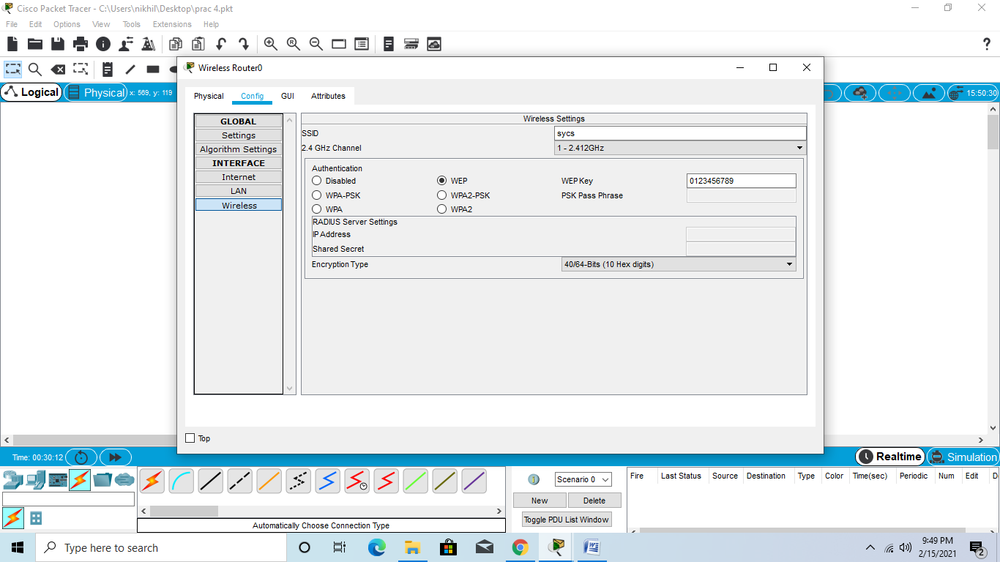 Cisco Packet Tracer - C:\Users\nikhil\Desktop\prac 4.pkt
File Edit Options View Tools Extensions Help
?
Wireless Router0
Logical Physical x: 569, y: 119 15:50:30
Physical Config GUI Attributes
GLOBAL
Settings
Algorithm Settings
INTERFACE
Internet
LAN
Wireless
Wireless Settings
SSID sycs
2.4 GHz Channel 1 - 2.412GHz
Authentication
Disabled WEP WEP Key 0123456789
WPA-PSK WPA2-PSK PSK Pass Phrase
WPA WPA2
RADIUS Server Settings
IP Address
Shared Secret
Encryption Type 40/64-Bits (10 Hex digits)
Top
Time: 00:30:12 Realtime Simulation
Scenario 0
New Delete
Toggle PDU List Window
Fire Last Status Source Destination Type Color Time(sec) Periodic Num Edit D
Automatically Choose Connection Type
Type here to search
9:49 PM
2/15/2021
2